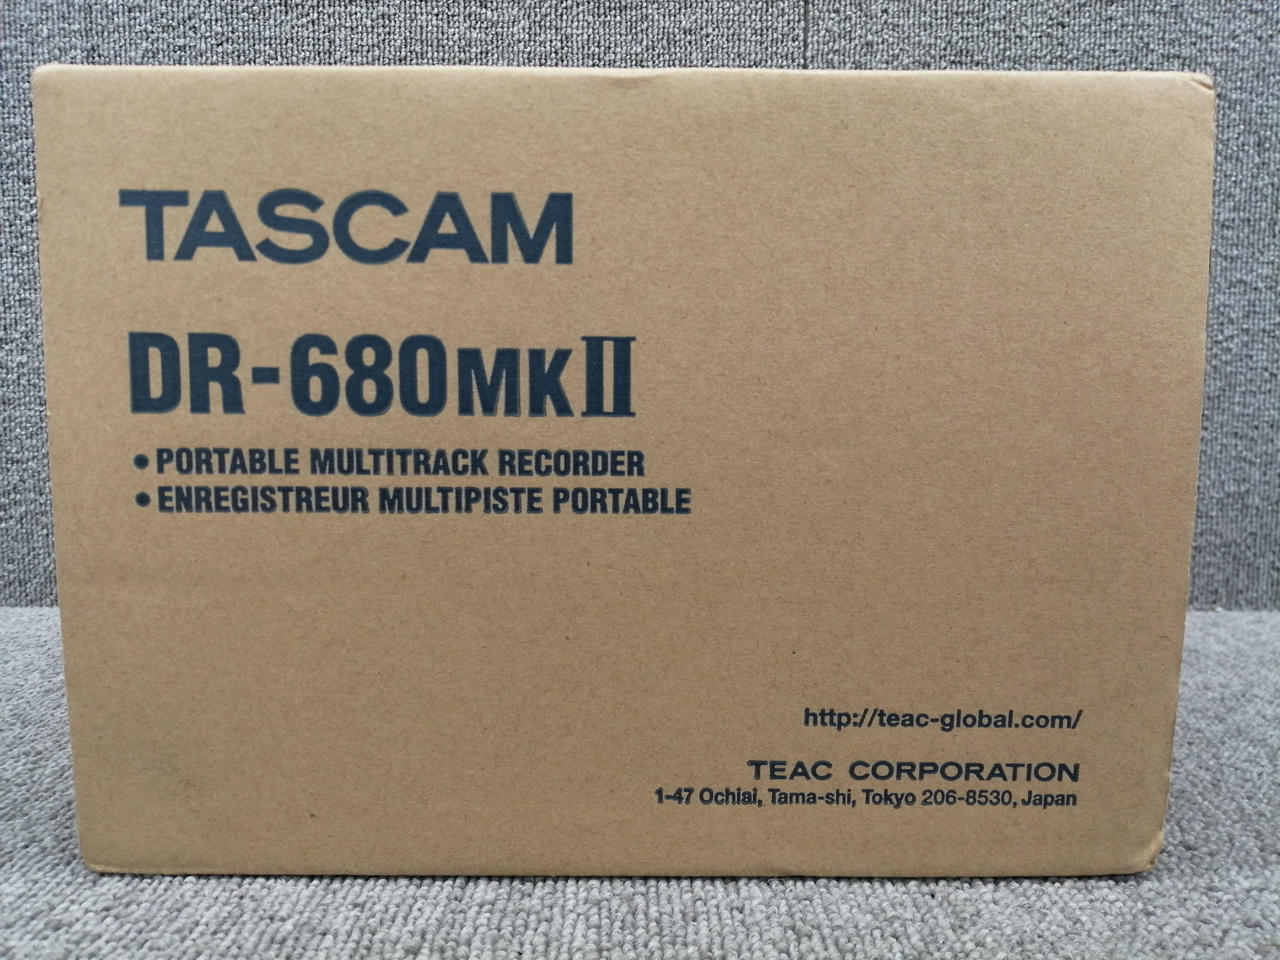 TASCAM
DR-680MKII
• PORTABLE MULTITRACK RECORDER
• ENREGISTREUR MULTIPISTE PORTABLE
http://teac-global.com/
TEAC CORPORATION
1-47 Ochiai, Tama-shi, Tokyo 206-8530, Japan